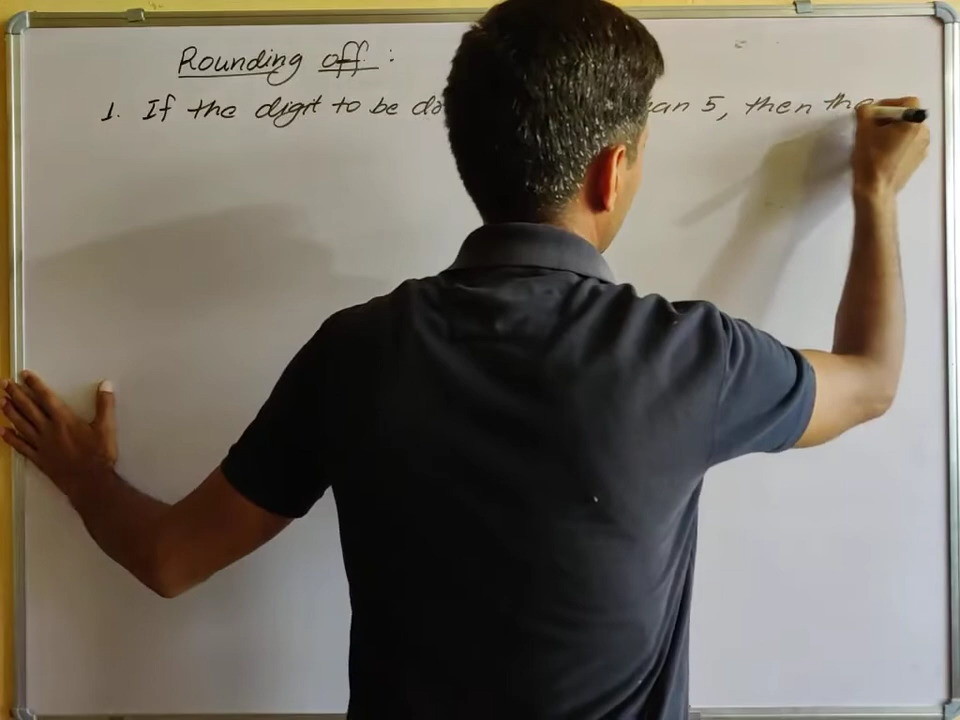 Rounding off :
1. If the digit to be 5, then the